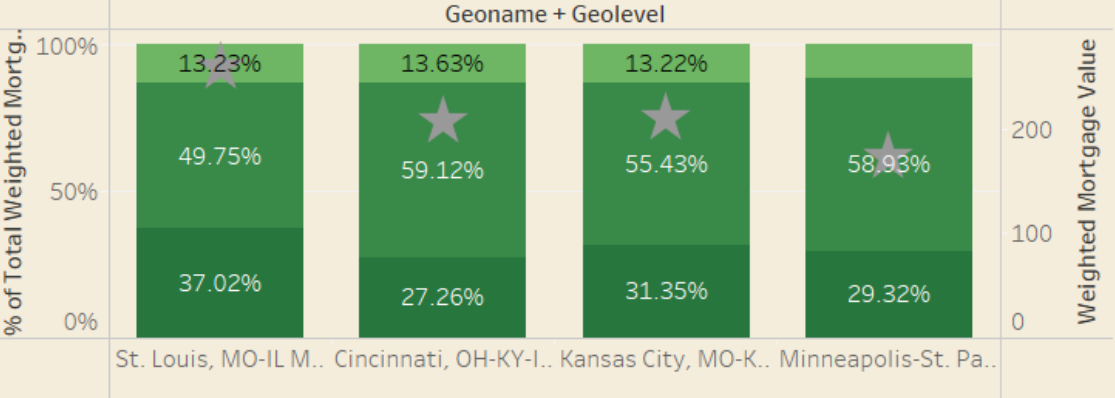 Geoname + Geolevel
% of Total Weighted Mortg..
100%
50%
0%
13.23%
49.75%
37.02%
13.63%
59.12%
27.26%
13.22%
55.43%
31.35%
58.93%
29.32%
200
100
0
Weighted Mortgage Value
St. Louis, MO-IL M..
Cincinnati, OH-KY-I..
Kansas City, MO-K..
Minneapolis-St. Pa..